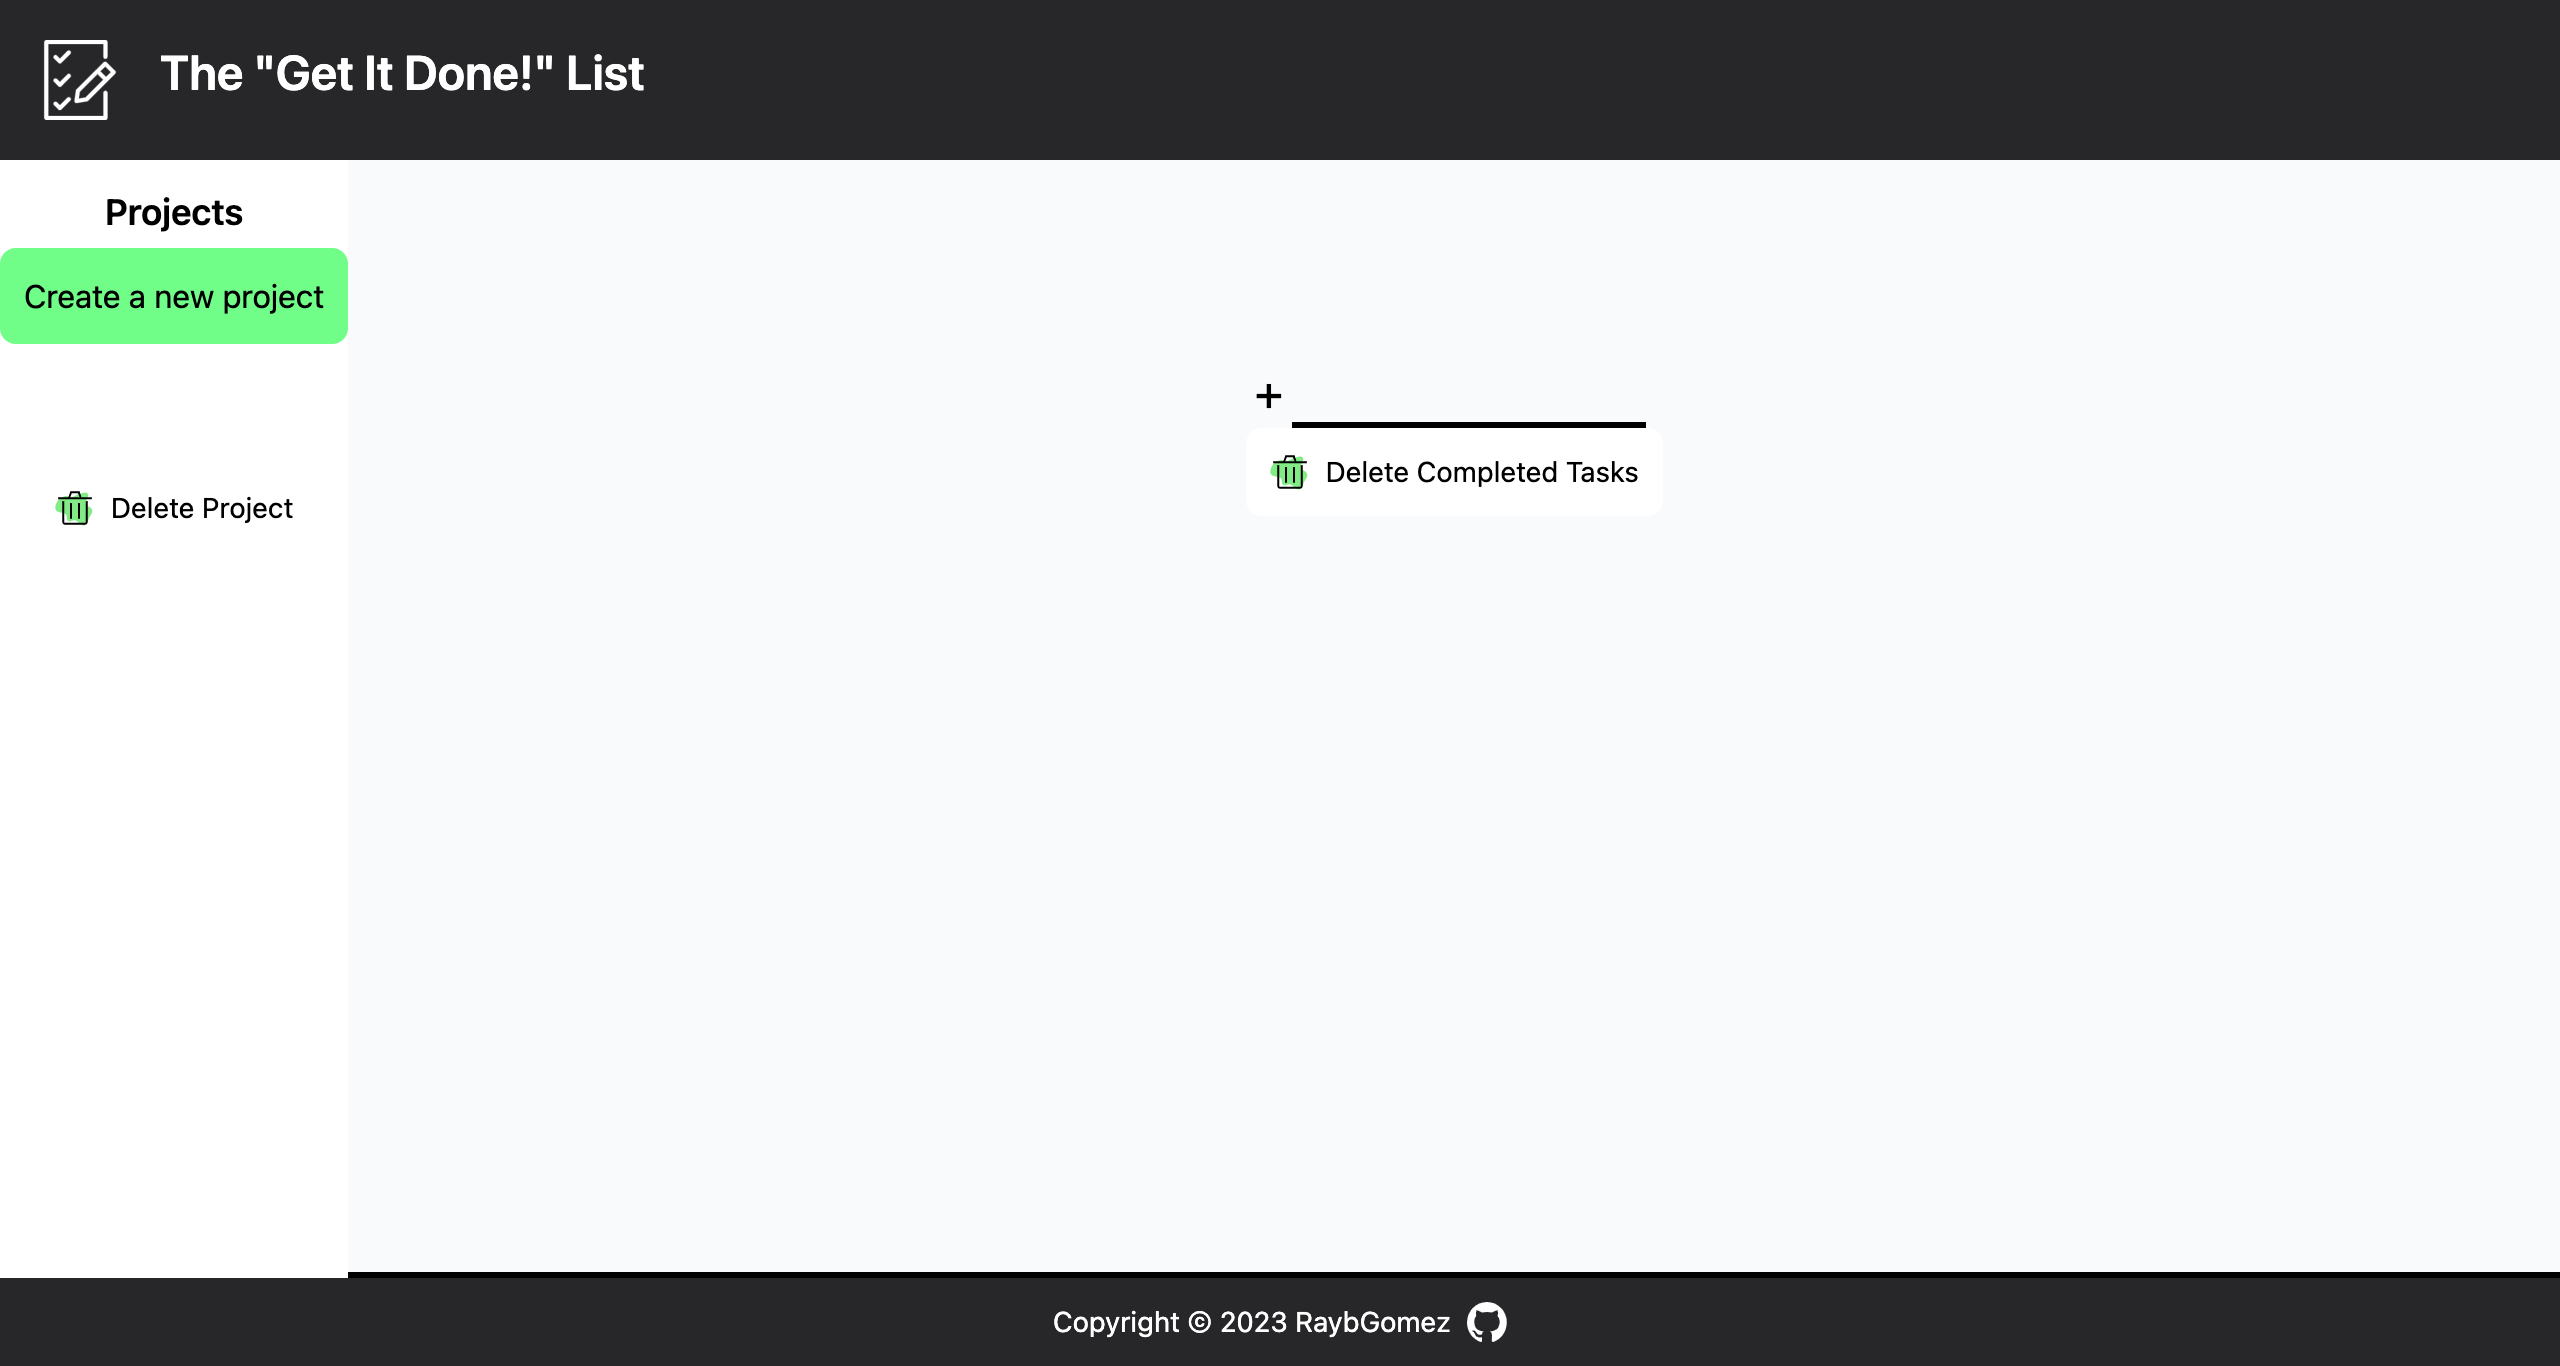 The "Get It Done!" List
Projects
Create a new project
Delete Project
+
Delete Completed Tasks
Copyright © 2023 RaybGomez